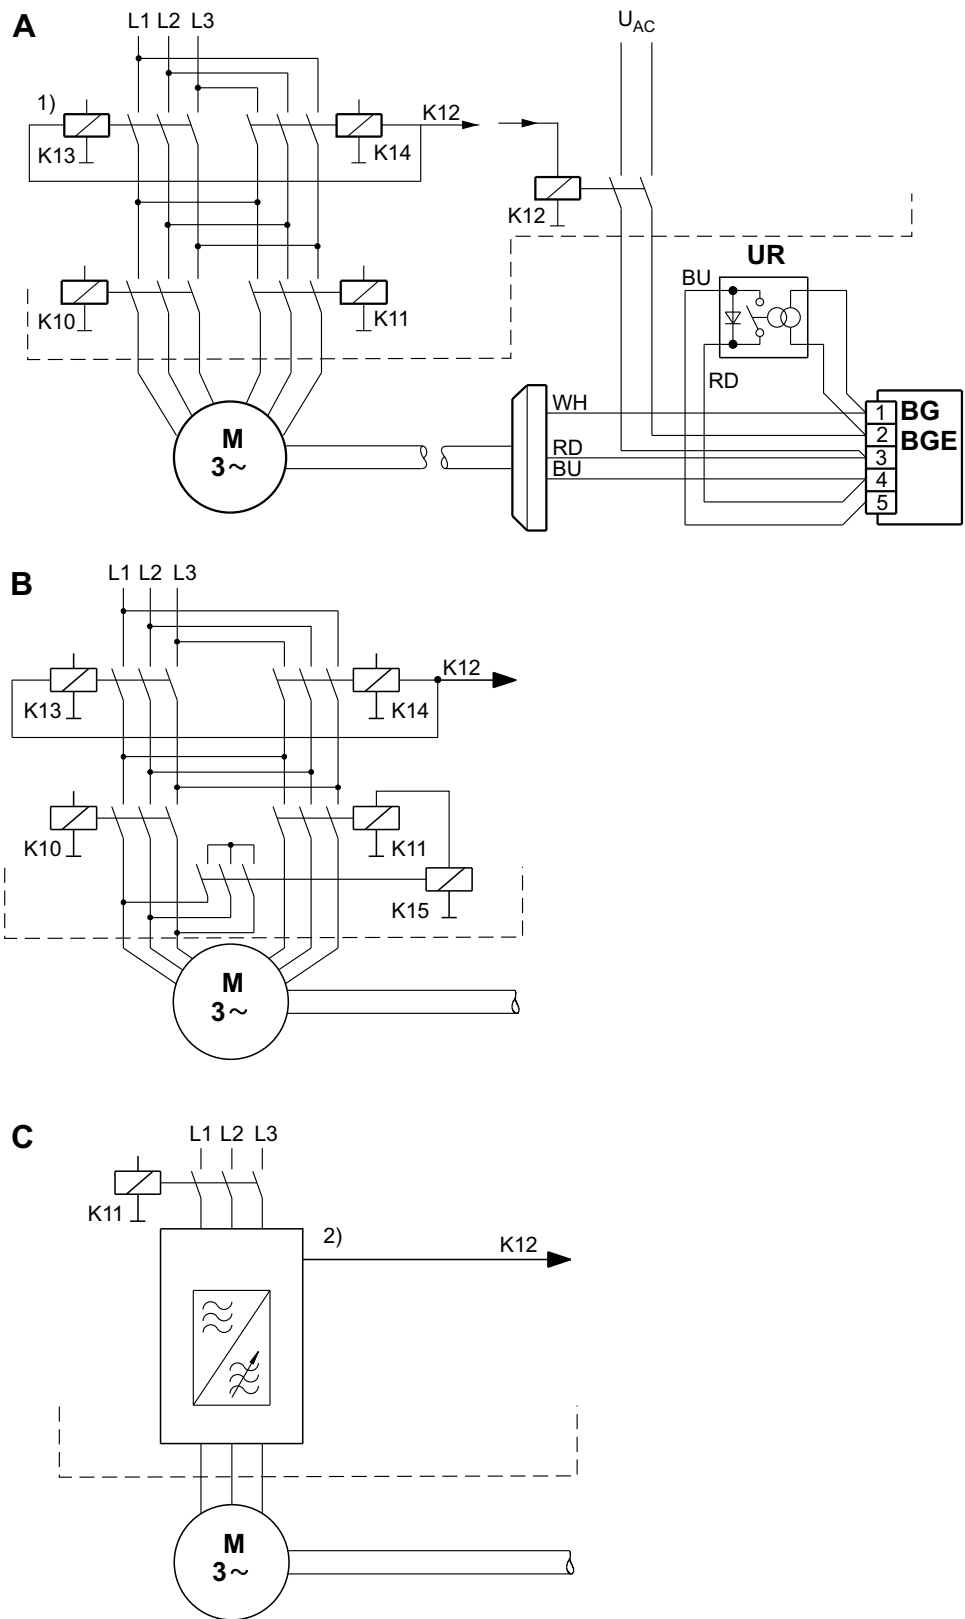 A
L1 L2 L3
U AC
1)
K12
K13
K14
K12
UR
BU
K10
K11
RD
WH
1 BG
M
3~
2 BGE
RD
3
BU
4
5
B
L1 L2 L3
K12
K13
K14
K10
K11
K15
M
3~
C
L1 L2 L3
K11
2)
K12
M
3~